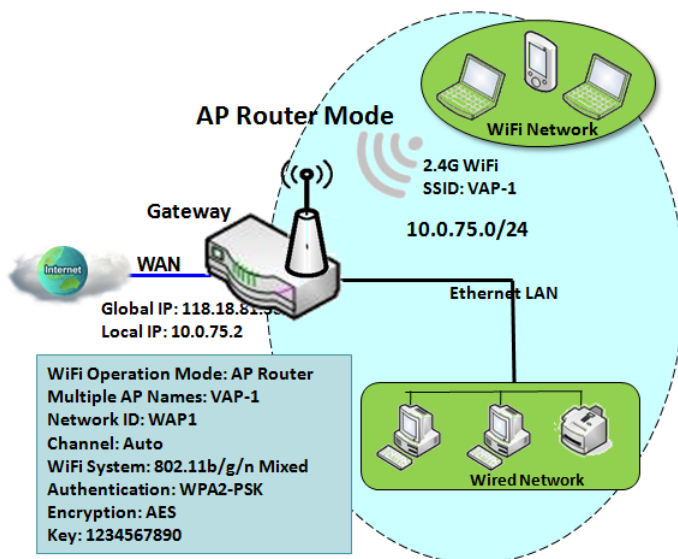 AP Router Mode
WiFi Network
2.4G WiFi
SSID: VAP-1
Gateway
10.0.75.0/24
Internet
WAN
Ethernet LAN
Global IP: 118.18.81.
Local IP: 10.0.75.2
WiFi Operation Mode: AP Router
Multiple AP Names: VAP-1
Network ID: WAP1
Channel: Auto
WiFi System: 802.11b/g/n Mixed
Authentication: WPA2-PSK
Encryption: AES
Key: 1234567890
Wired Network